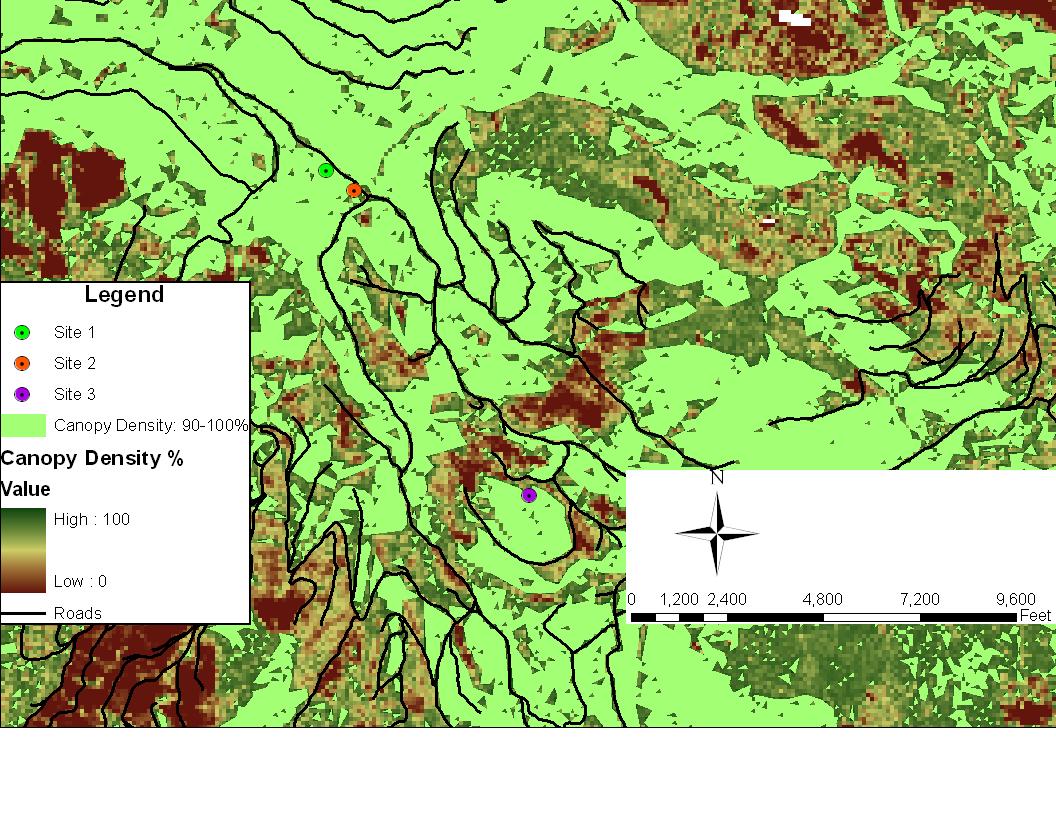 Legend
Site 1
Site 2
Site 3
Canopy Density: 90-100%
Canopy Density %
Value
High : 100
Low : 0
Roads
N
0 1,200 2,400 4,800 7,200 9,600
Feet